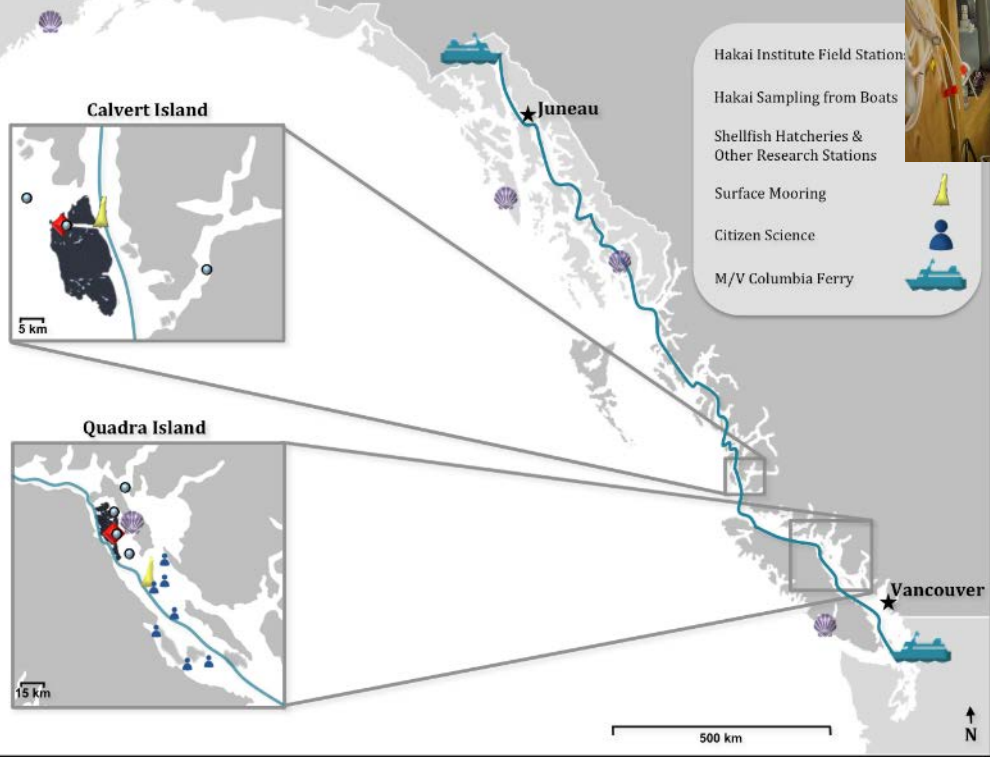 Hakai Institute Field Stations
Hakai Sampling from Boats
Juneau
Calvert Island
Shellfish Hatcheries &
Other Research Stations
Surface Mooring
Citizen Science
M/V Columbia Ferry
5 km
Quadra Island
Vancouver
15 km
500 km
N